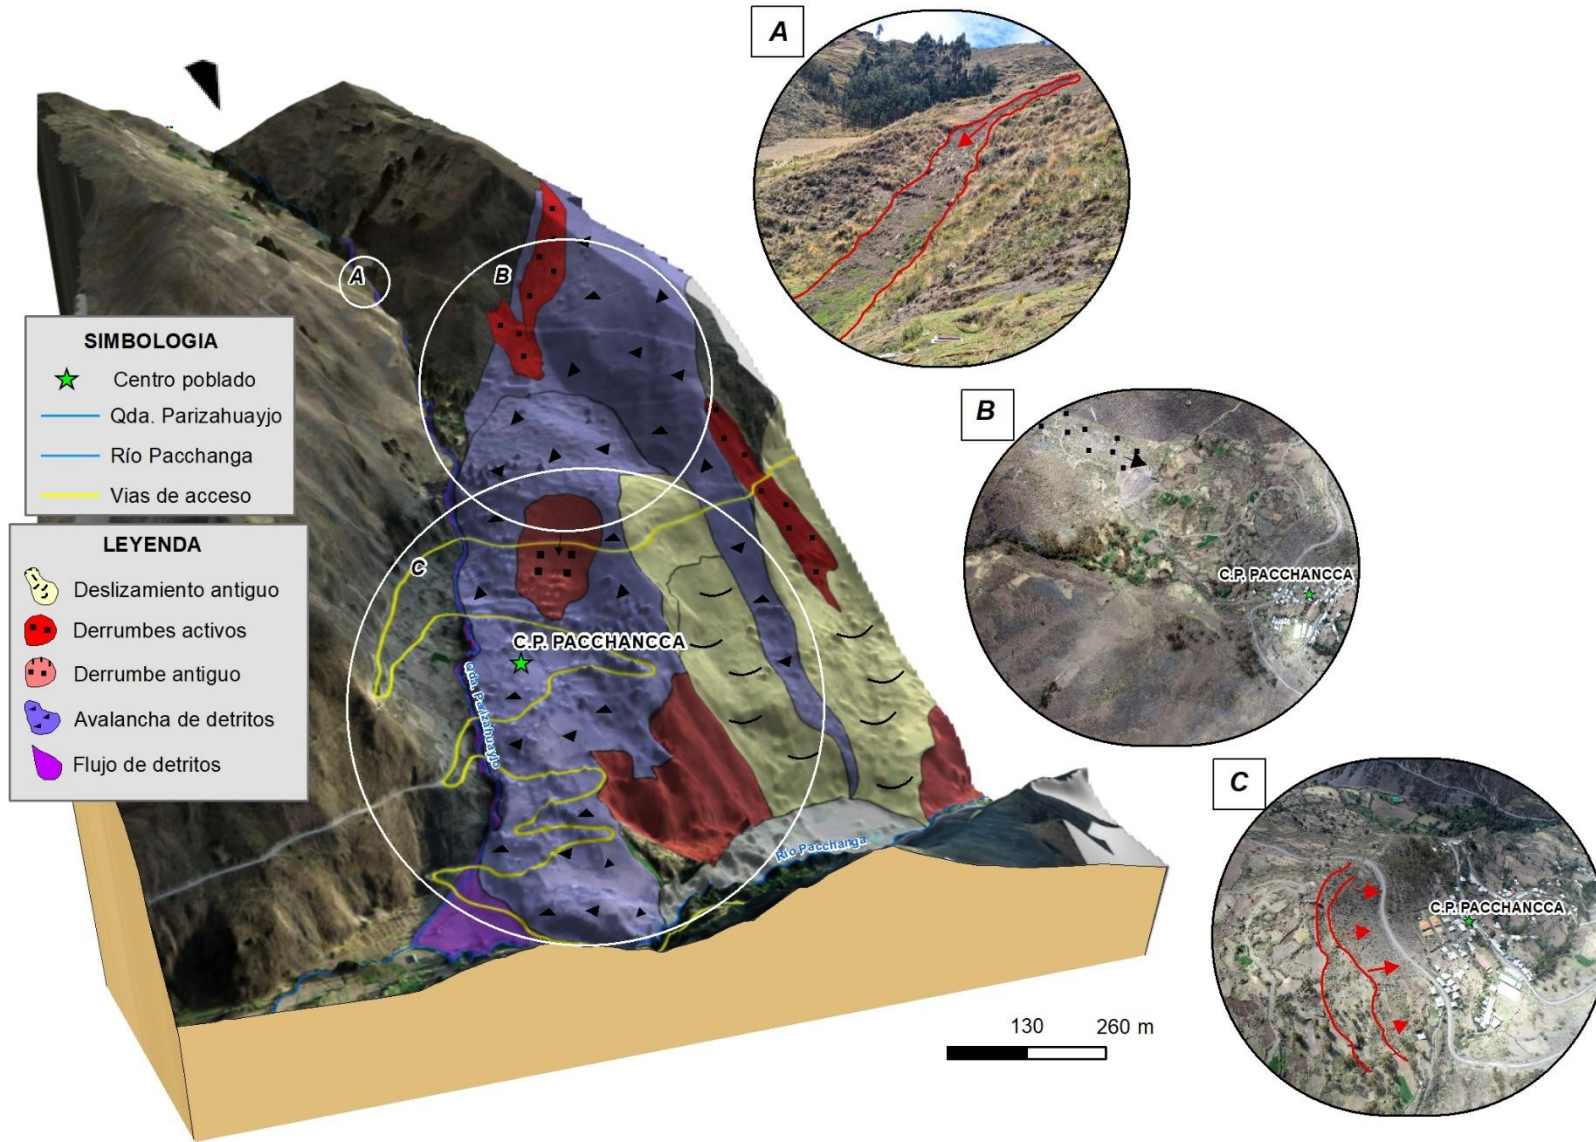 A
B
A
SIMBOLOGIA
Centro poblado
Qda. Parizahuayjo
Río Pacchanga
Vias de acceso
B
C.P. PACCHANCCA
LEYENDA
Deslizamiento antiguo
Derrumbes activos
Derrumbe antiguo
Avalancha de detritos
Flujo de detritos
C
C.P. PACCHANCCA
Qda. Parizahuayjo
Río Pacchanga
C
C.P. PACCHANCCA
130 260 m